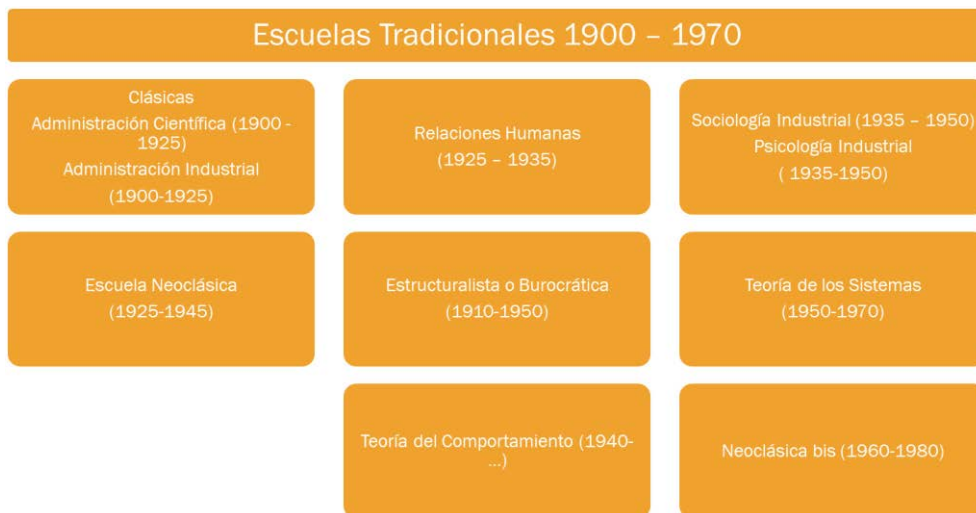 Escuelas Tradicionales 1900 – 1970
Clásicas
Administración Científica (1900 -
1925)
Administración Industrial
(1900-1925)
Relaciones Humanas
(1925 – 1935)
Sociología Industrial (1935 – 1950)
Psicología Industrial
( 1935-1950)
Escuela Neoclásica
(1925-1945)
Estructuralista o Burocrática
(1910-1950)
Teoría de los Sistemas
(1950-1970)
Teoría del Comportamiento (1940-
...)
Neoclásica bis (1960-1980)